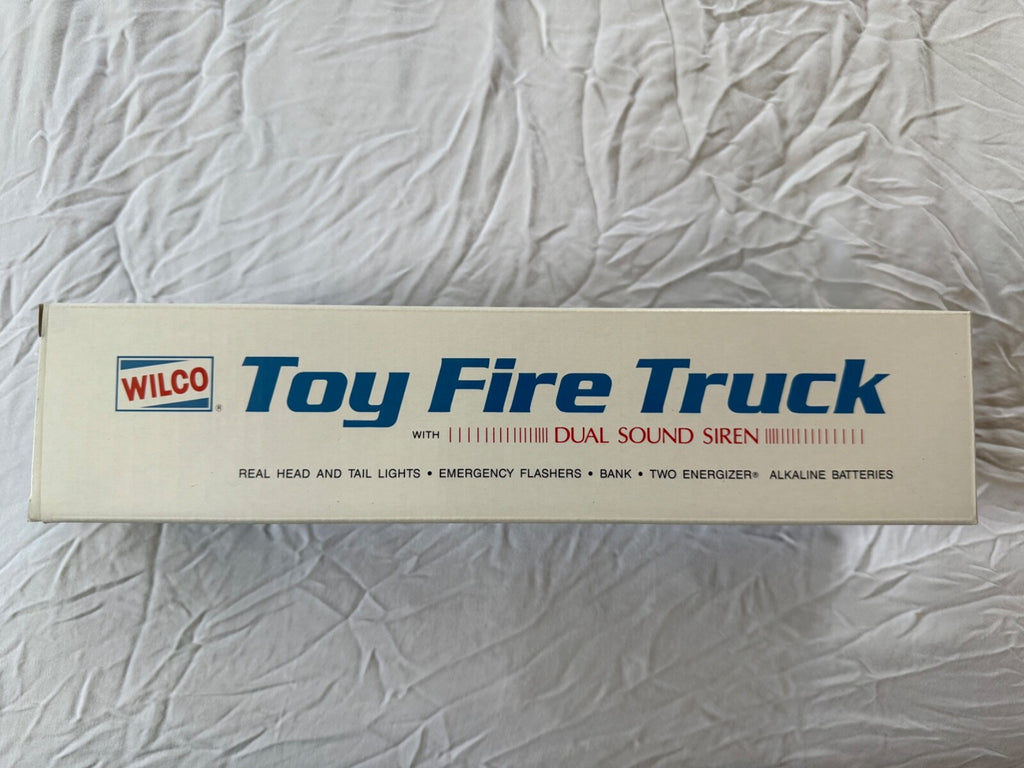 WILCO ®
Toy Fire Truck
WITH DUAL SOUND SIREN
REAL HEAD AND TAIL LIGHTS • EMERGENCY FLASHERS • BANK • TWO ENERGIZER® ALKALINE BATTERIES